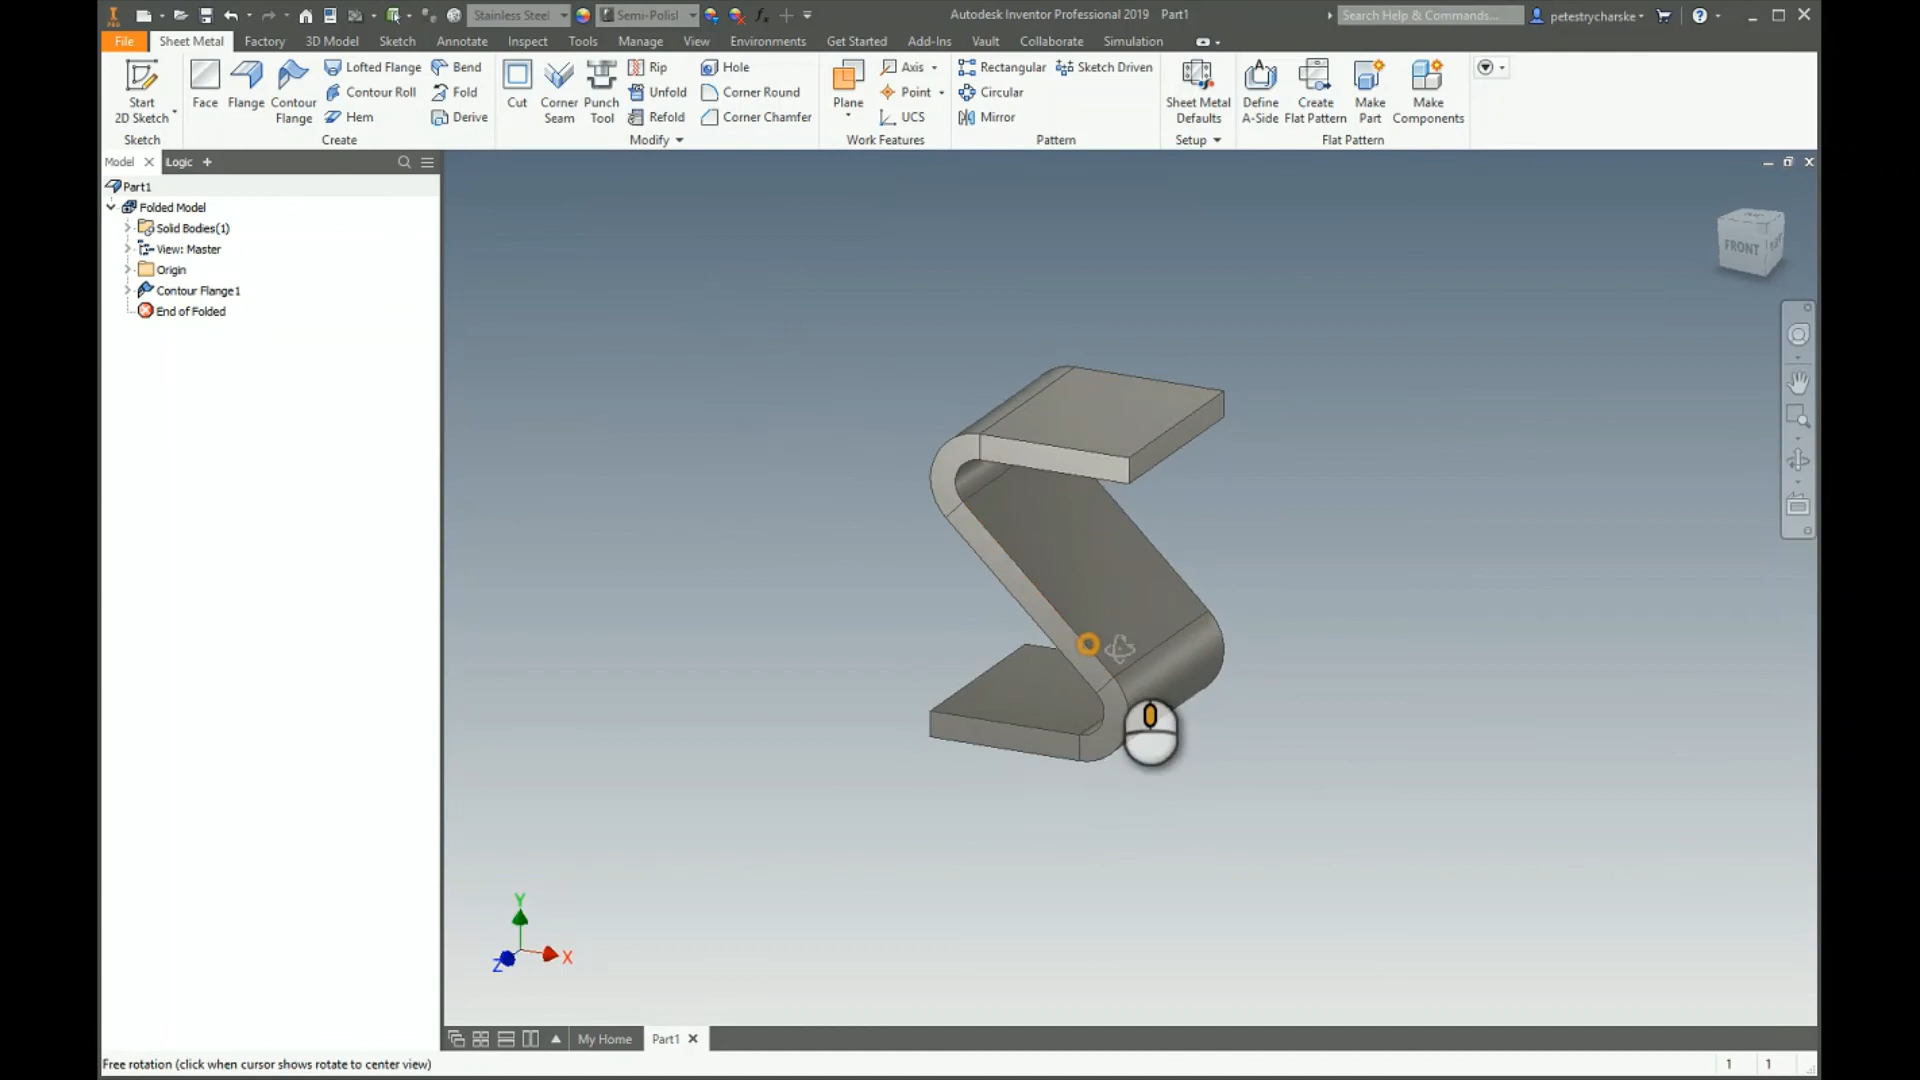 Stainless Steel Semi-Polisl Autodesk Inventor Professional 2019 Part1 Search Help & Commands... petestrycharske
File Sheet Metal Factory 3D Model Sketch Annotate Inspect Tools Manage View Environments Get Started Add-Ins Vault Collaborate Simulation
Start 2D Sketch
Face
Flange
Contour Flange
Lofted Flange
Contour Roll
Hem
Bend
Fold
Derive
Cut
Corner Seam
Punch Tool
Rip
Unfold
Refold
Hole
Corner Round
Corner Chamfer
Plane
Axis
Point
UCS
Rectangular
Sketch Driven
Circular
Mirror
Sheet Metal Defaults
Define A-Side
Create Flat Pattern
Make Part
Make Components
Sketch Create Modify Work Features Pattern Setup Flat Pattern
Model Logic +
Part1
Folded Model
Solid Bodies(1)
View: Master
Origin
Contour Flange1
End of Folded
FRONT
Y
X
Z
My Home Part1
Free rotation (click when cursor shows rotate to center view) 1 1